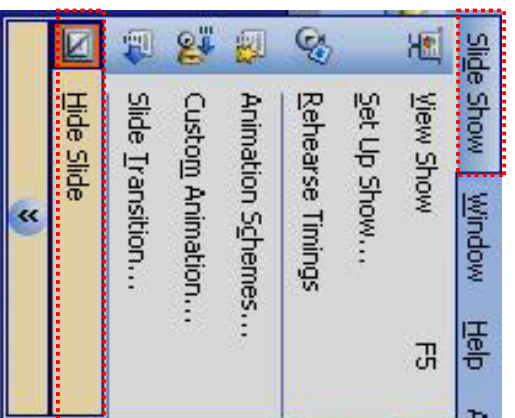 Slide Show Window Help A
View Show F5
Set Up Show...
Rehearse Timings
Animation Schemes...
Custom Animation...
Slide Transition...
Hide Slide